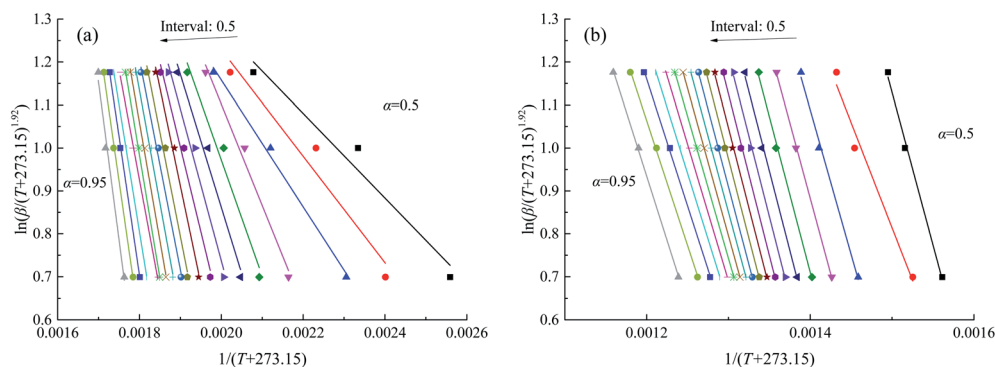 (a)
Interval: 0.5
α=0.5
α=0.95
ln(β/(T+273.15)^1.92)
1.3
1.2
1.1
1.0
0.9
0.8
0.7
0.6
0.0016 0.0018 0.0020 0.0022 0.0024 0.0026
1/(T+273.15)
(b)
Interval: 0.5
α=0.5
α=0.95
ln(β/(T+273.15)^1.92)
1.3
1.2
1.1
1.0
0.9
0.8
0.7
0.6
0.0012 0.0014 0.0016
1/(T+273.15)